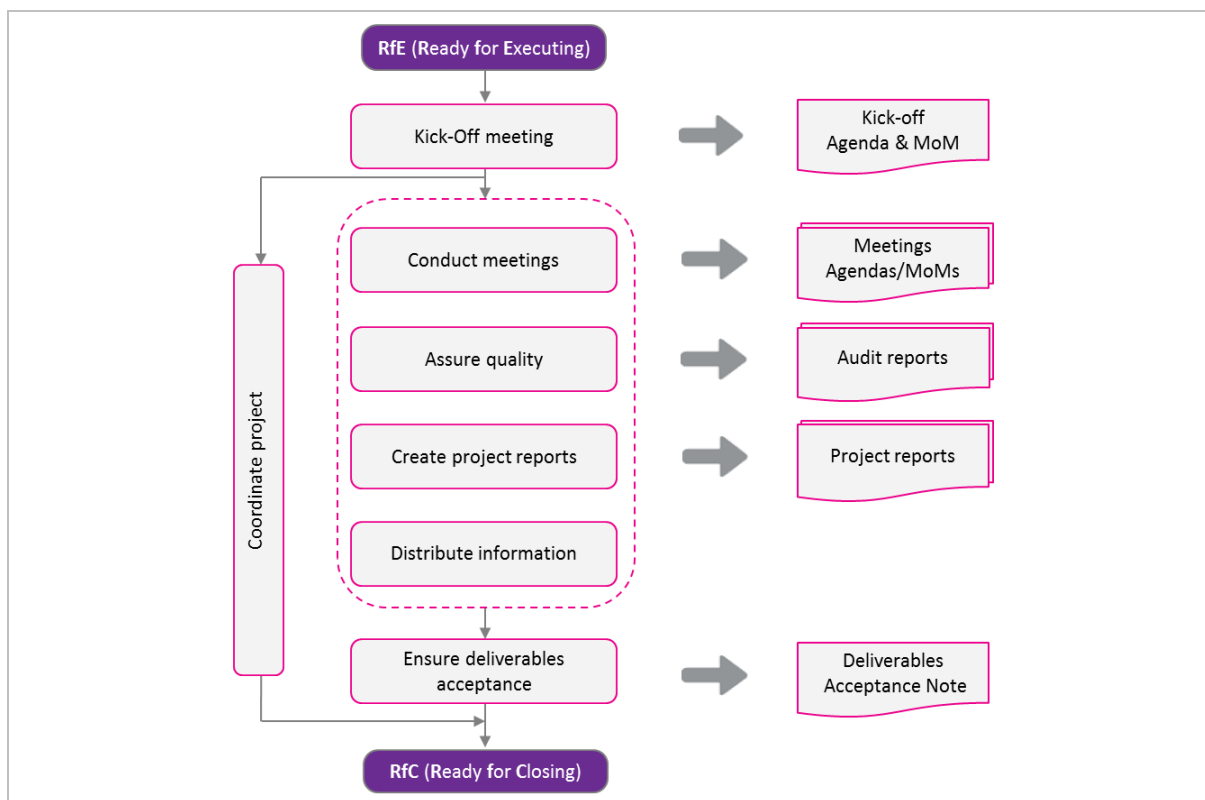 RfE (Ready for Executing)
Kick-Off meeting
Kick-off
Agenda & MoM
Conduct meetings
Meetings
Agendas/MoMs
Assure quality
Audit reports
Coordinate project
Create project reports
Project reports
Distribute information
Ensure deliverables
acceptance
Deliverables
Acceptance Note
RfC (Ready for Closing)